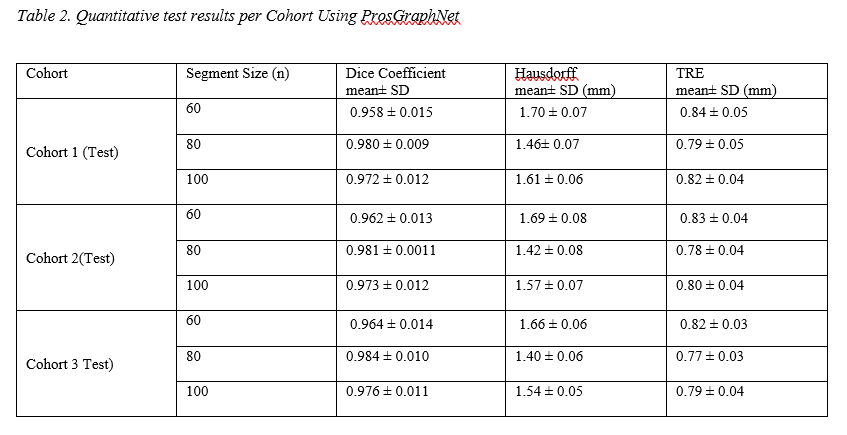 Table 2. Quantitative test results per Cohort Using ProsGraphNet
Cohort
Segment Size (n)
Dice Coefficient
mean± SD
Hausdorff
mean± SD (mm)
TRE
mean± SD (mm)
Cohort 1 (Test)
60
0.958 ± 0.015
1.70 ± 0.07
0.84 ± 0.05
80
0.980 ± 0.009
1.46± 0.07
0.79 ± 0.05
100
0.972 ± 0.012
1.61 ± 0.06
0.82 ± 0.04
Cohort 2(Test)
60
0.962 ± 0.013
1.69 ± 0.08
0.83 ± 0.04
80
0.981 ± 0.0011
1.42 ± 0.08
0.78 ± 0.04
100
0.973 ± 0.012
1.57 ± 0.07
0.80 ± 0.04
Cohort 3 Test)
60
0.964 ± 0.014
1.66 ± 0.06
0.82 ± 0.03
80
0.984 ± 0.010
1.40 ± 0.06
0.77 ± 0.03
100
0.976 ± 0.011
1.54 ± 0.05
0.79 ± 0.04